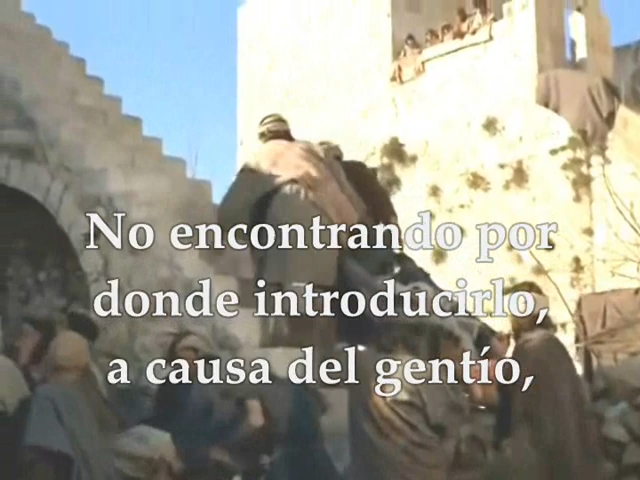 No encontrando por
donde introducirlo,
a causa del gentío,